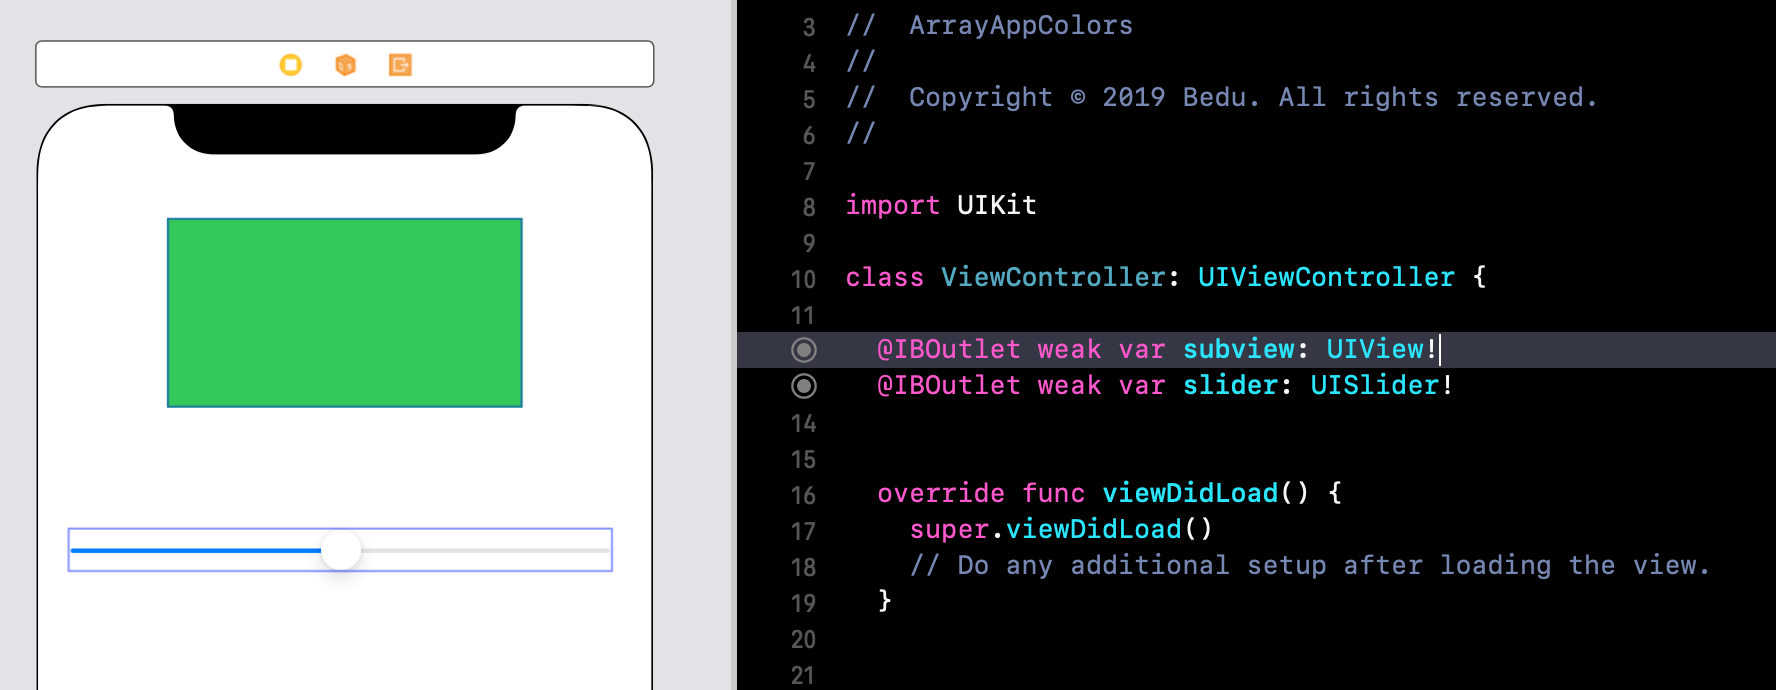 3 //  ArrayAppColors
4 //
5 //  Copyright © 2019 Bedu. All rights reserved.
6 //
7
8 import UIKit
9
10 class ViewController: UIViewController {
11
@IBOutlet weak var subview: UIView!
@IBOutlet weak var slider: UISlider!
14
15
16 override func viewDidLoad() {
17 super.viewDidLoad()
18 // Do any additional setup after loading the view.
19 }
20
21